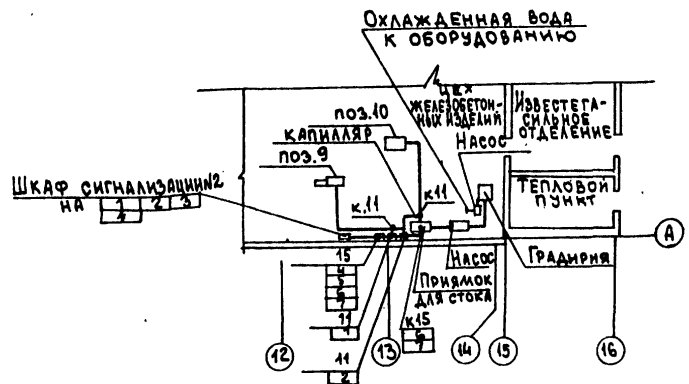 Охлажденная вода
к оборудованию
цех
железобетон-
ных изделий
Известега-
сильное
отделение
поз.10
капилляр
Насос
поз.9
Шкаф сигнализации №2
на 1 2 3
4
к.11
к11
Тепловой
пункт
А
15
4
5
6
7
Насос
Градирня
Приямок
для стока
11
1
к15
6
7
11
2
12
13
14
15
16